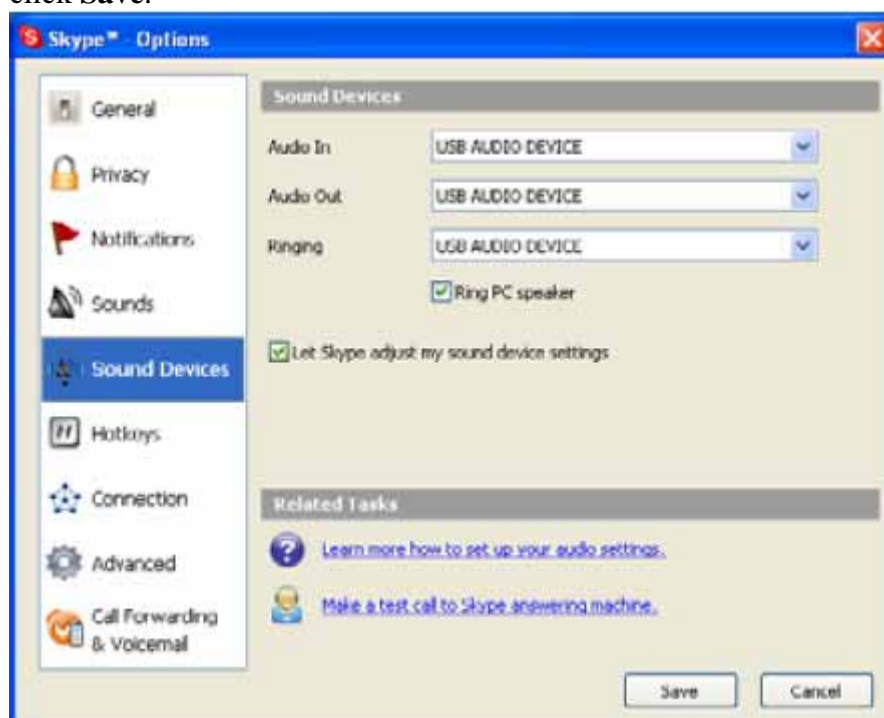 click Save.
Skype™ - Options
General
Privacy
Notifications
Sounds
Sound Devices
Hotkeys
Connection
Advanced
Call Forwarding
& Voicemail
Sound Devices
Audio In USB AUDIO DEVICE
Audio Out USB AUDIO DEVICE
Ringing USB AUDIO DEVICE
Ring PC speaker
Let Skype adjust my sound device settings
Related Tasks
Learn more how to set up your audio settings.
Make a test call to Skype answering machine.
Save Cancel